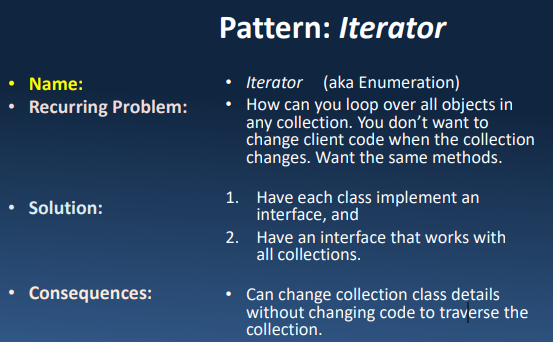 Pattern: Iterator
• Name:
• Iterator (aka Enumeration)
• Recurring Problem:
• How can you loop over all objects in
any collection. You don’t want to
change client code when the collection
changes. Want the same methods.
• Solution:
1. Have each class implement an
interface, and
2. Have an interface that works with
all collections.
• Consequences:
• Can change collection class details
without changing code to traverse the
collection.